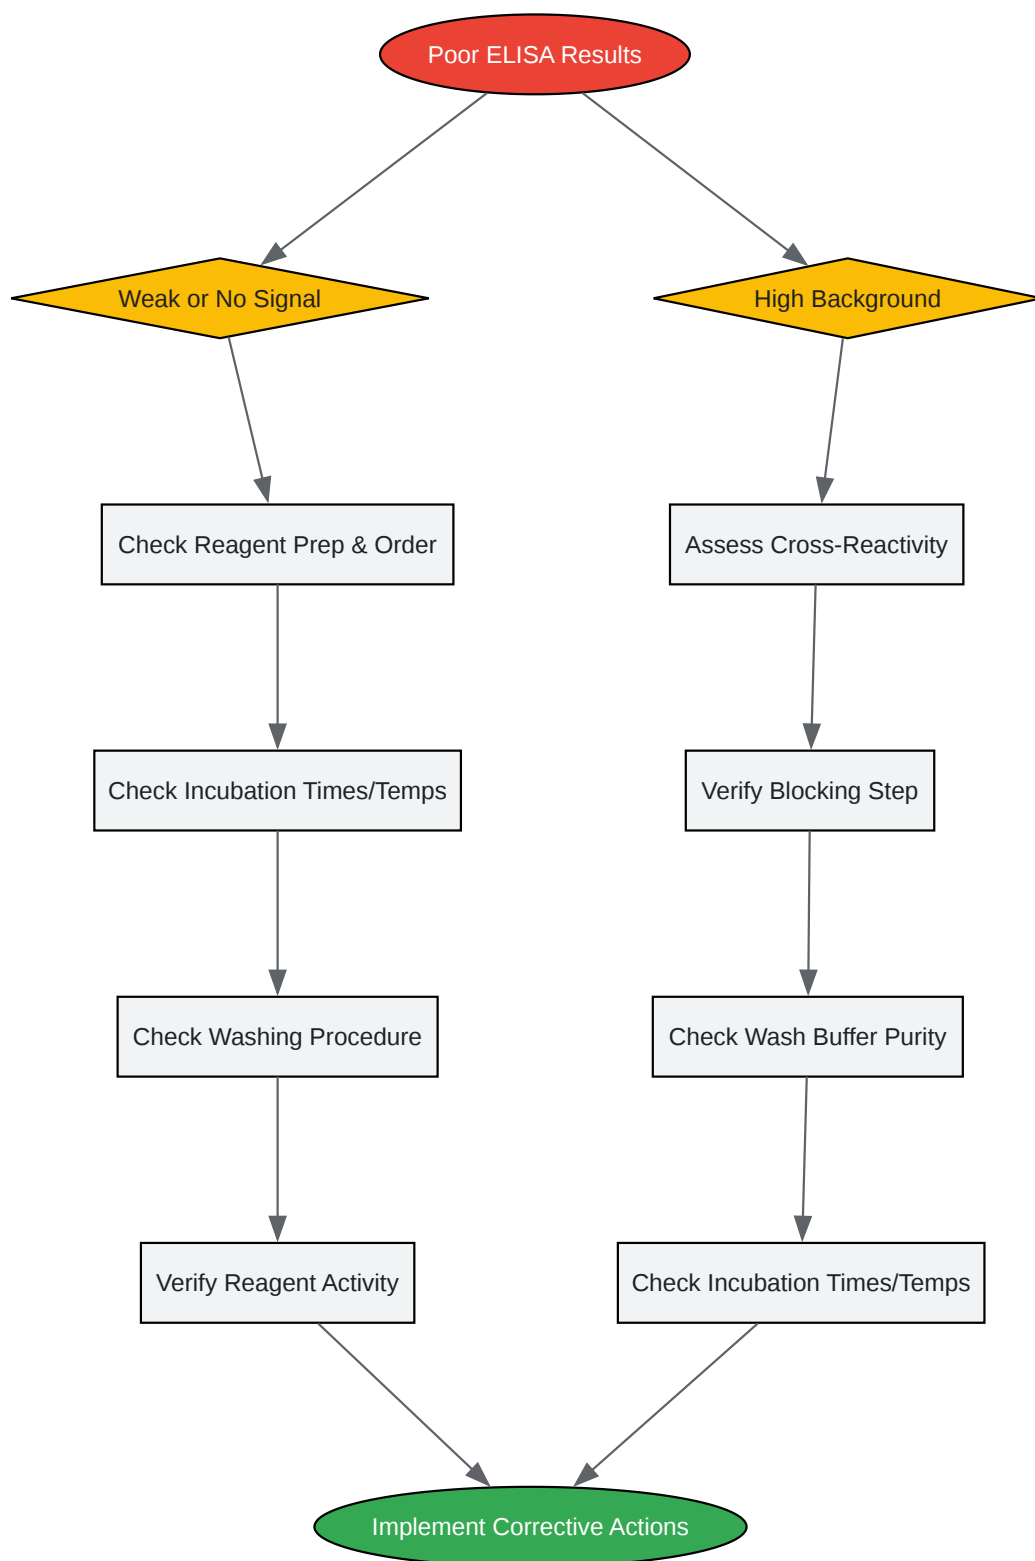 Poor ELISA Results
Weak or No Signal
High Background
Check Reagent Prep & Order
Assess Cross-Reactivity
Check Incubation Times/Temps
Verify Blocking Step
Check Washing Procedure
Check Wash Buffer Purity
Verify Reagent Activity
Check Incubation Times/Temps
Implement Corrective Actions